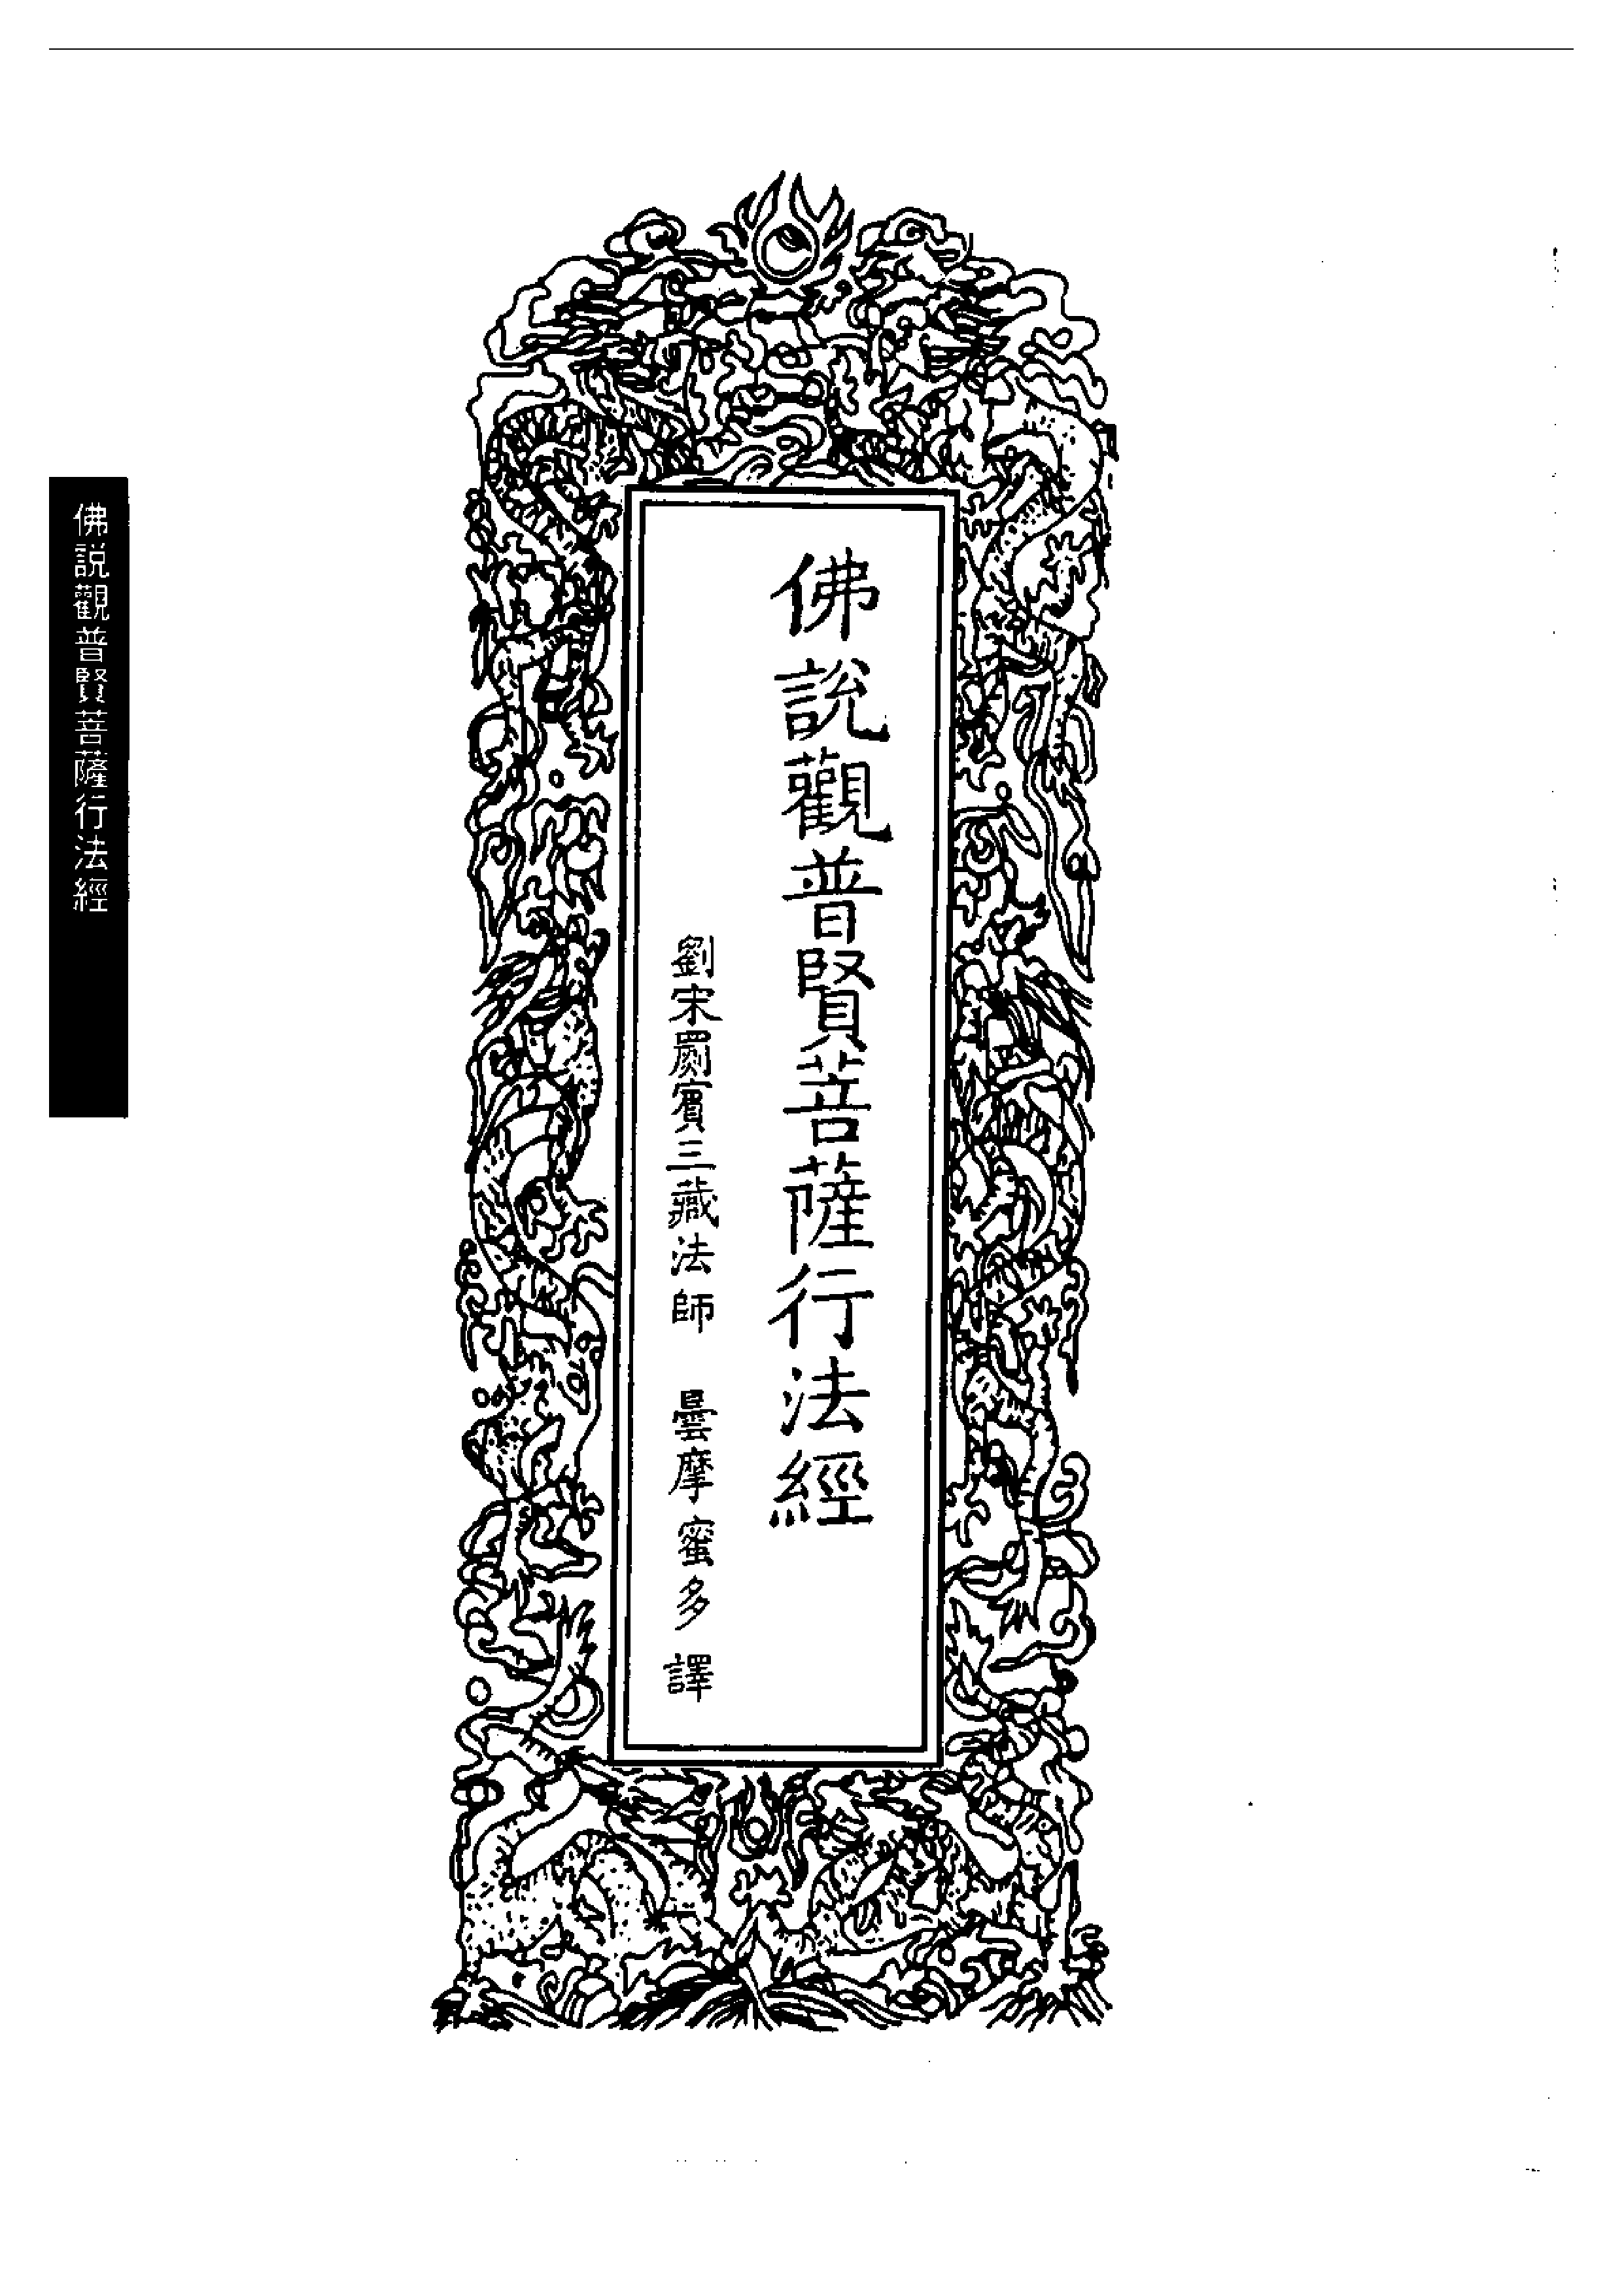 佛說觀普賢菩薩行法經
劉宋罽賓三藏法師 曇摩蜜多 譯
佛説觀普賢菩薩行法經